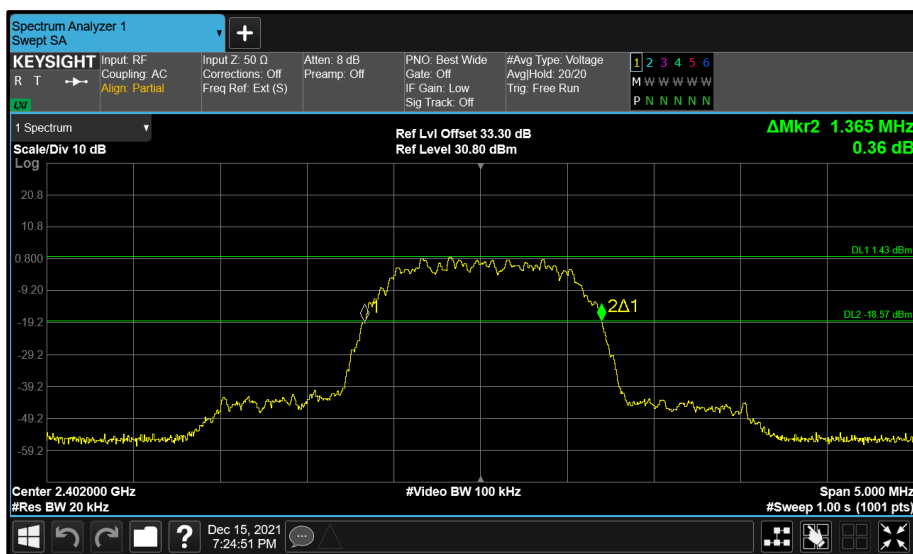 Spectrum Analyzer 1
Swept SA
KEYSIGHT
R T
LXI
Input: RF
Coupling: AC
Align: Partial
Input Z: 50 Ω
Corrections: Off
Freq Ref: Ext (S)
Atten: 8 dB
Preamp: Off
PNO: Best Wide
Gate: Off
IF Gain: Low
Sig Track: Off
#Avg Type: Voltage
Avg|Hold: 20/20
Trig: Free Run
1 2 3 4 5 6
M W W W W W
P N N N N N
1 Spectrum
Scale/Div 10 dB
Log
Ref Lvl Offset 33.30 dB
Ref Level 30.80 dBm
ΔMkr2 1.365 MHz
0.36 dB
20.8
10.8
0.800
-9.20
-19.2
-29.2
-39.2
-49.2
-59.2
DL1 1.43 dBm
1
2Δ1
DL2 -18.57 dBm
Center 2.402000 GHz
#Res BW 20 kHz
#Video BW 100 kHz
Span 5.000 MHz
#Sweep 1.00 s (1001 pts)
?
Dec 15, 2021
7:24:51 PM